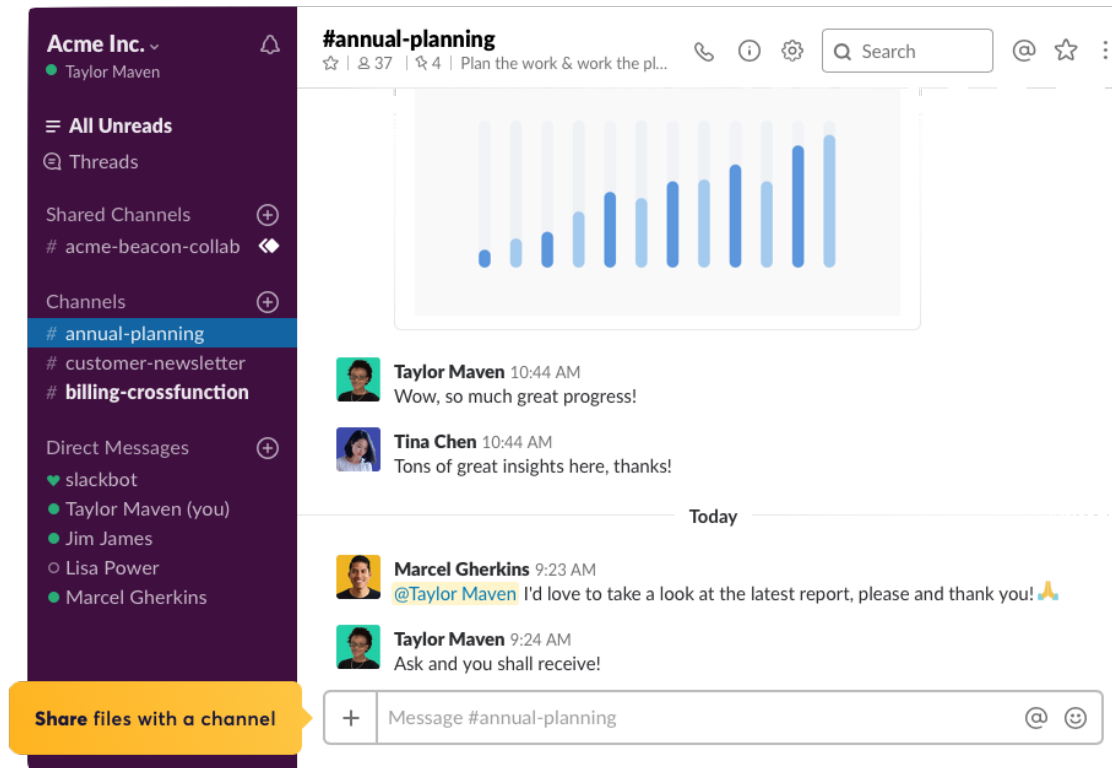 Acme Inc.
Taylor Maven
All Unreads
Threads
Shared Channels
# acme-beacon-collab
Channels
# annual-planning
# customer-newsletter
# billing-crossfunction
Direct Messages
slackbot
Taylor Maven (you)
Jim James
Lisa Power
Marcel Gherkins
Share files with a channel
#annual-planning
37 | 4 | Plan the work & work the pl...
Search
Taylor Maven 10:44 AM
Wow, so much great progress!
Tina Chen 10:44 AM
Tons of great insights here, thanks!
Today
Marcel Gherkins 9:23 AM
@Taylor Maven I'd love to take a look at the latest report, please and thank you!🙏
Taylor Maven 9:24 AM
Ask and you shall receive!
+ Message #annual-planning @